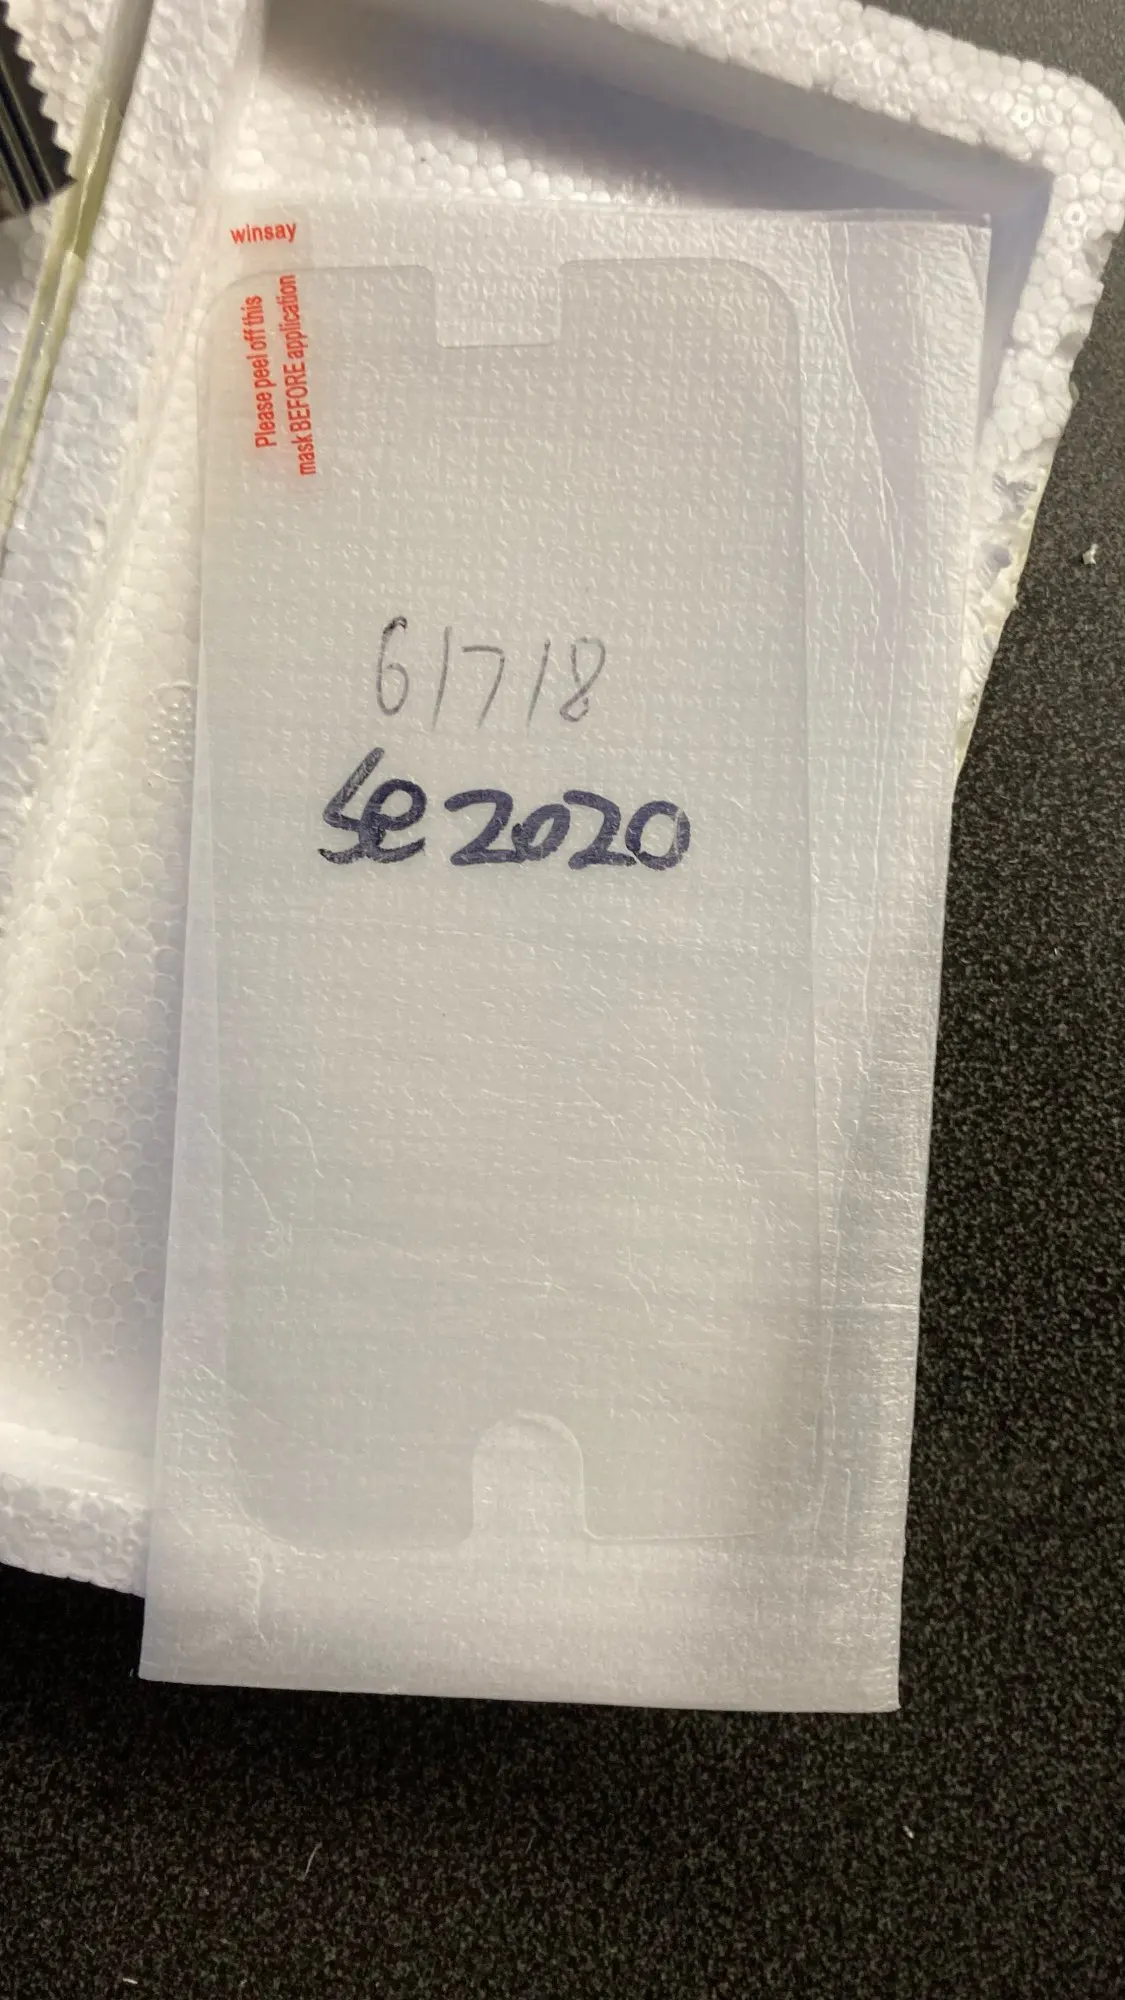 winsay
Please peel off this
mask BEFORE application
6/7/8
Se 2020